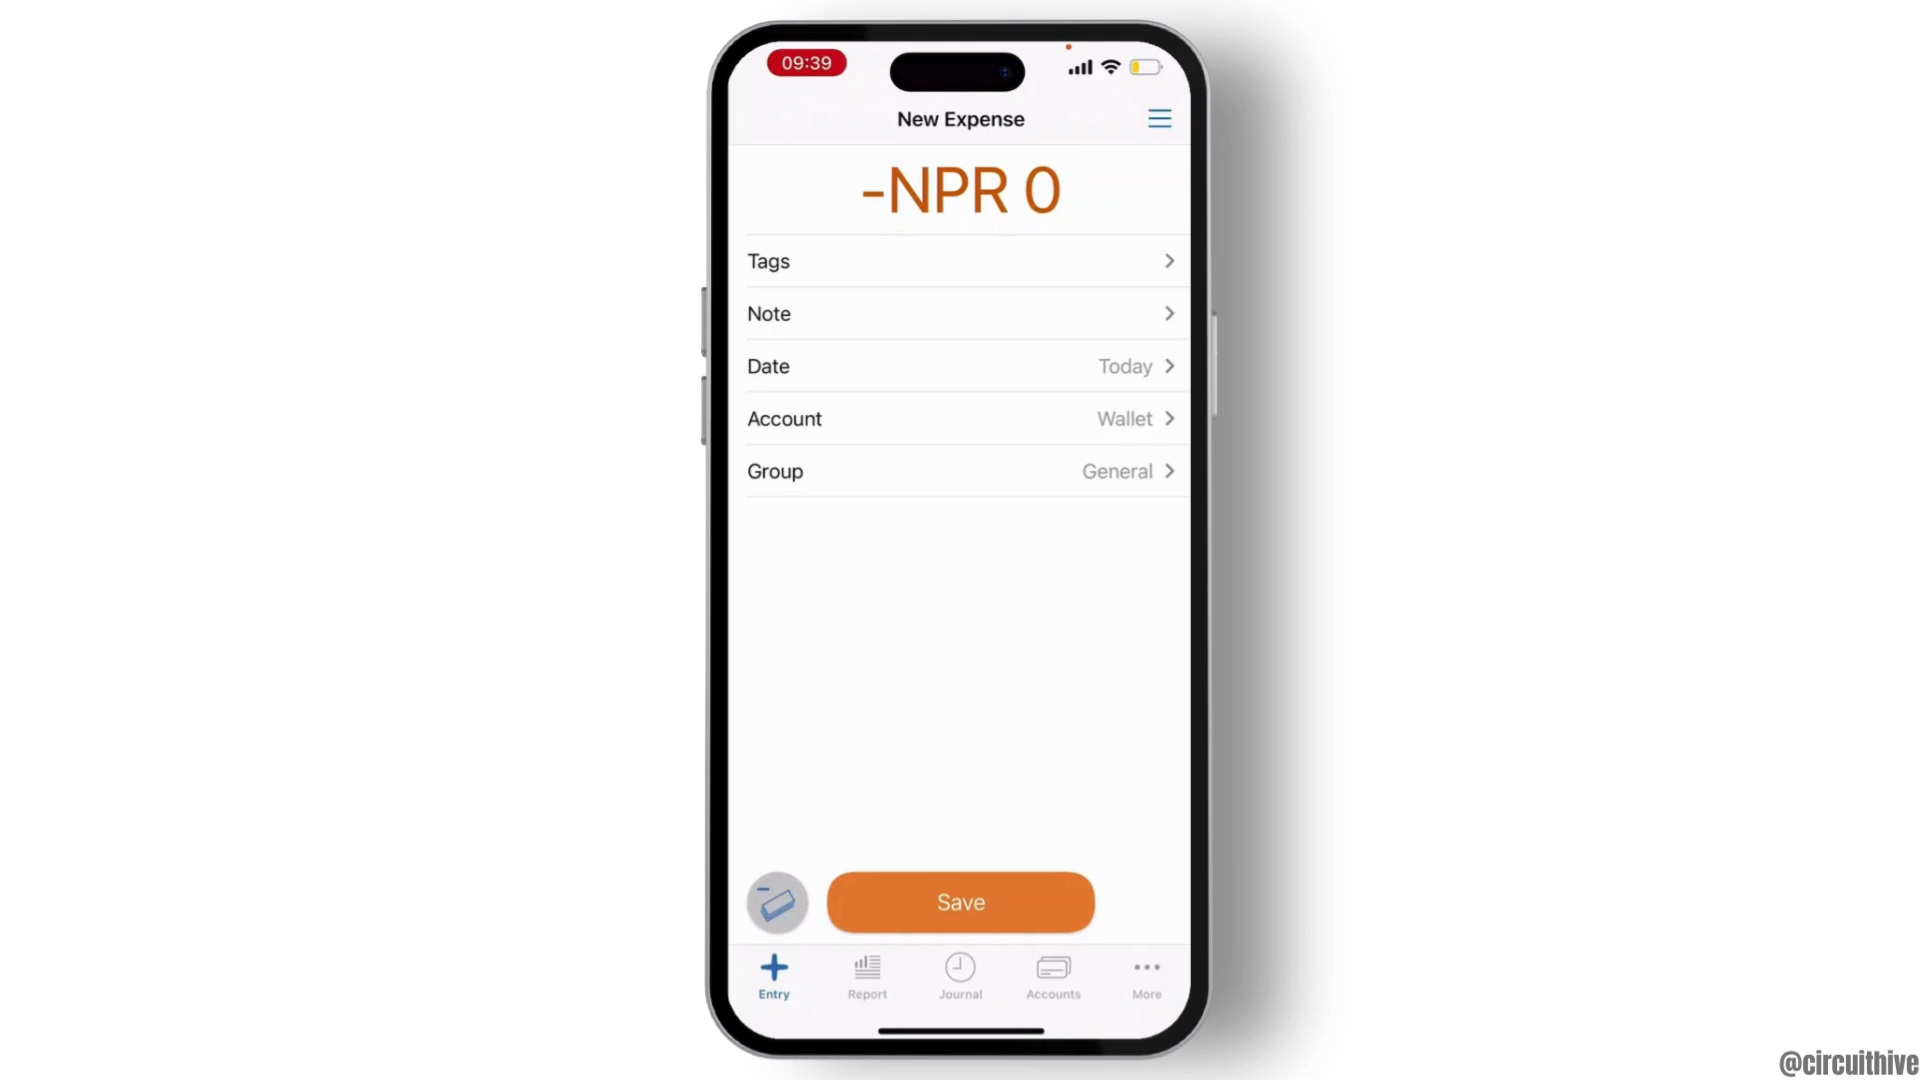 09:39
New Expense
-NPR 0
Tags
Note
Date Today
Account Wallet
Group General
Save
Entry Report Journal Accounts More
@circuithive